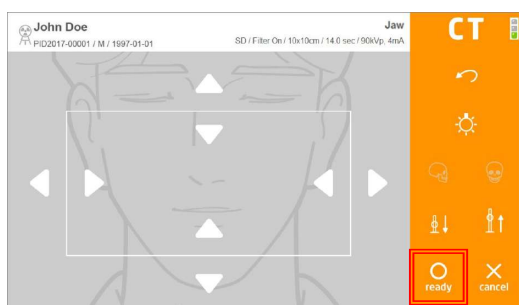 John Doe
PID2017-00001 / M / 1997-01-01
Jaw
SD / Filter On / 10x10cm / 14.0 sec / 90kVp, 4mA
CT
ready
cancel